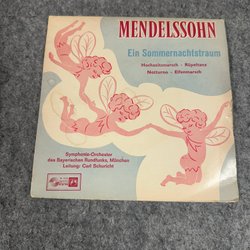 MENDELSSOHN
Ein Sommernachtstraum
Hochzeitsmarsch - Rüpeltanz
Notturno - Elfenmarsch
Symphonie-Orchester
des Bayerischen Rundfunks, München
Leitung: Carl Schuricht